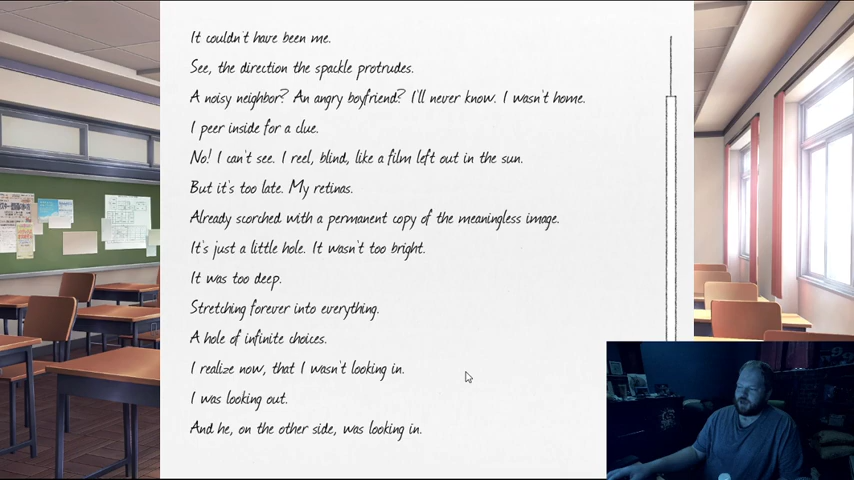 It couldn't have been me.
See, the direction the spackle protrudes.
A noisy neighbor? An angry boyfriend? I'll never know. I wasn't home.
I peer inside for a clue.
No! I can't see. I reel, blind, like a film left out in the sun.
But it's too late. My retinas.
Already scorched with a permanent copy of the meaningless image.
It's just a little hole. It wasn't too bright.
It was too deep.
Stretching forever into everything.
A hole of infinite choices.
I realize now, that I wasn't looking in.
I was looking out.
And he, on the other side, was looking in.